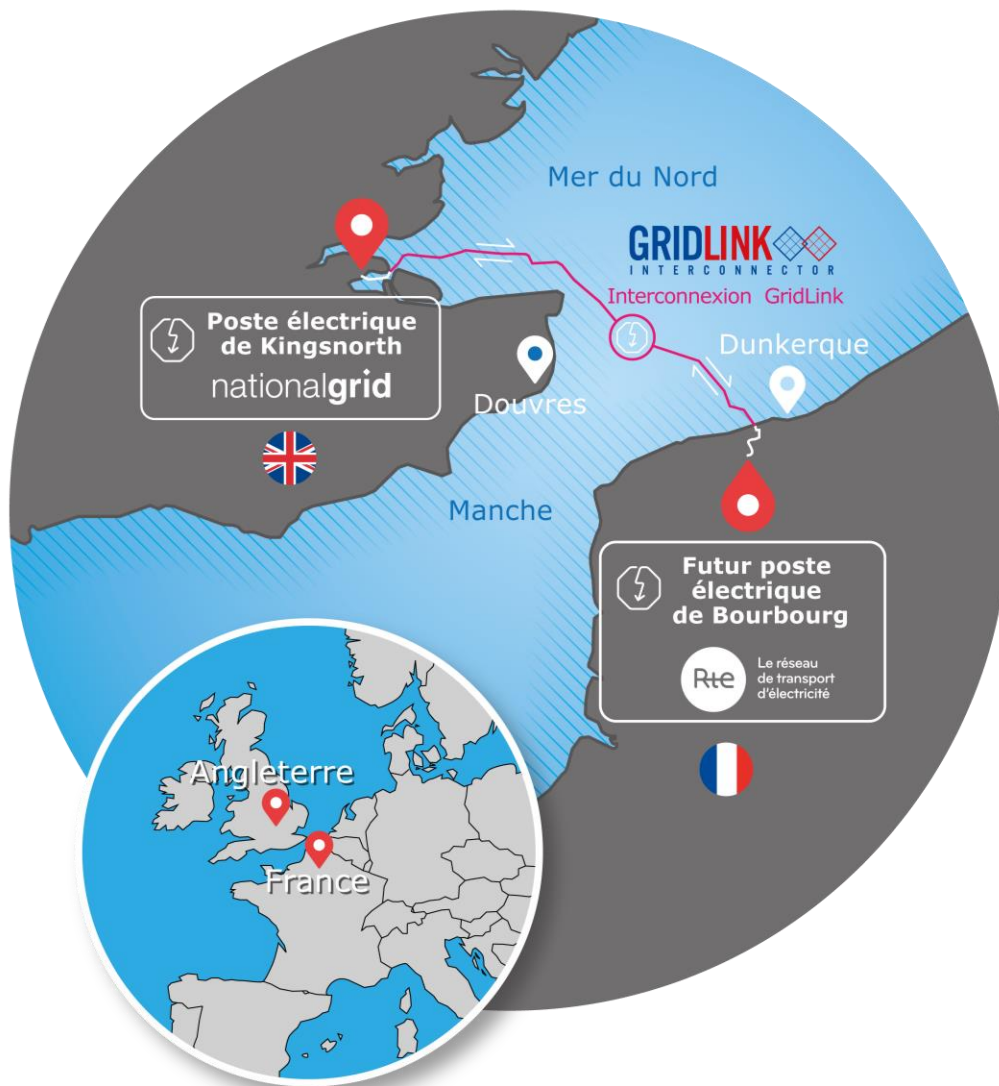 Mer du Nord
GRIDLINK
INTERCONNECTOR
Interconnexion GridLink
Poste électrique
de Kingsnorth
nationalgrid
Dunkerque
Douvres
Manche
Futur poste
électrique
de Bourbourg
Rte
Le réseau
de transport
d'électricité
Angleterre
France